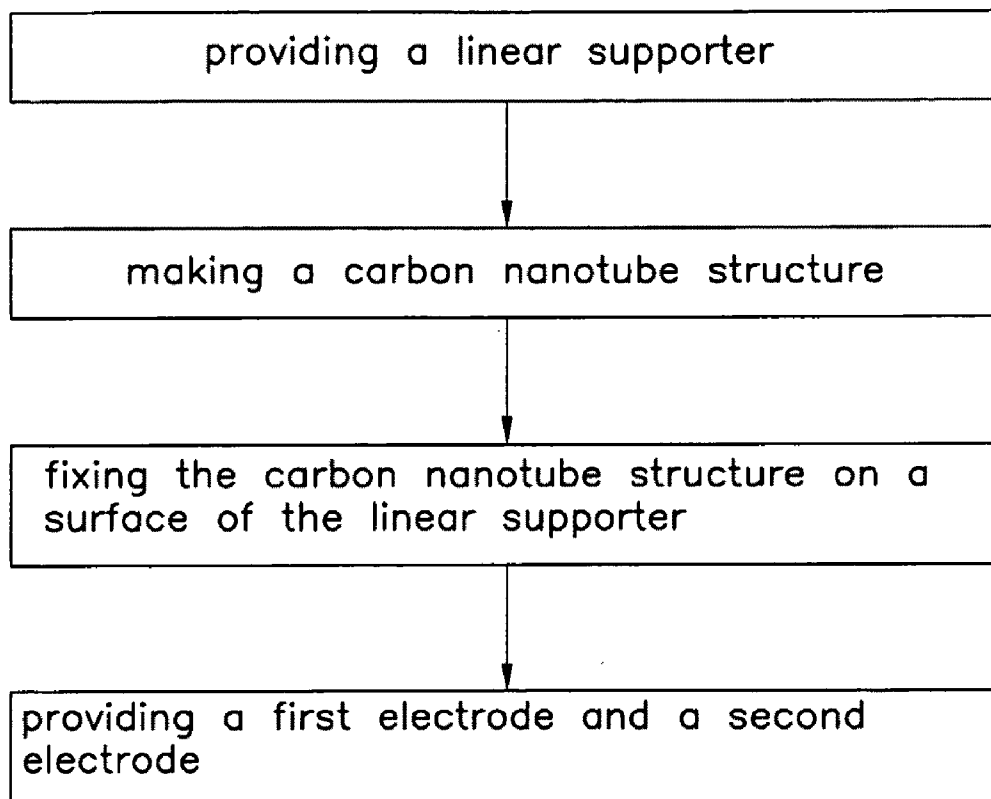 providing a linear supporter
making a carbon nanotube structure
fixing the carbon nanotube structure on a
surface of the linear supporter
providing a first electrode and a second
electrode